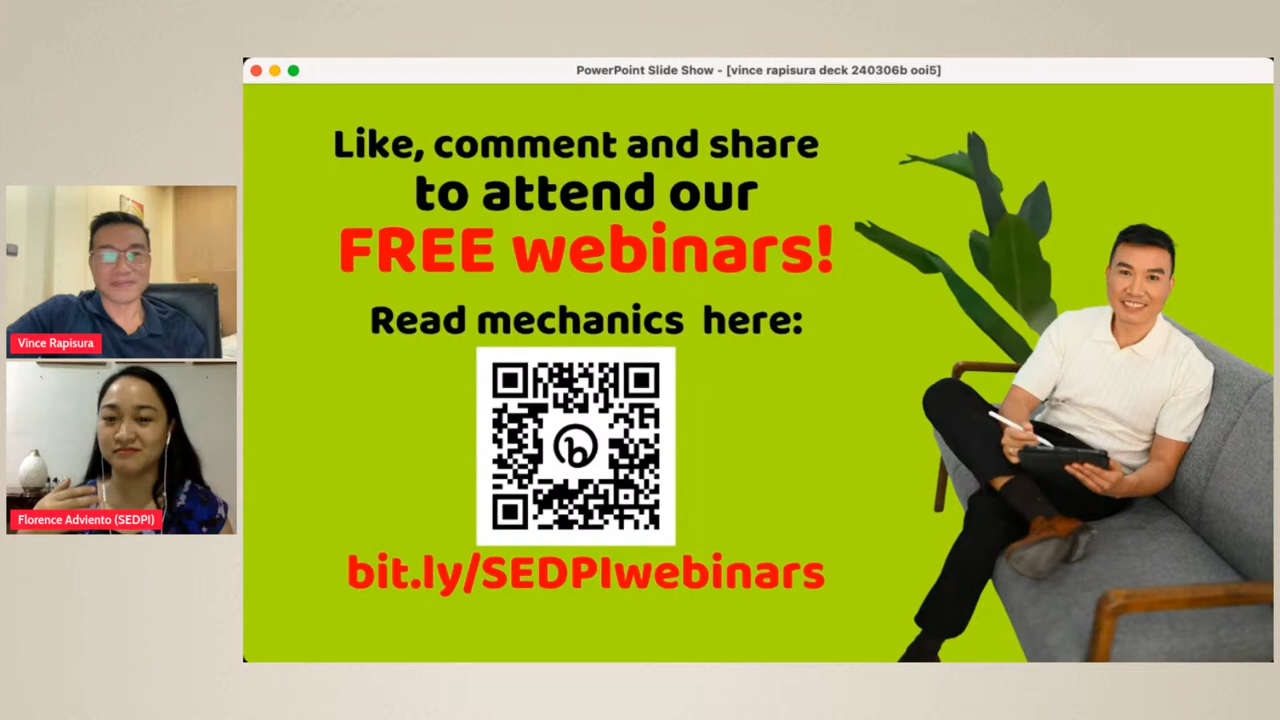 PowerPoint Slide Show - [vince rapisura deck 240306b ooi5]
Like, comment and share
to attend our
FREE webinars!
Read mechanics here:
b
bit.ly/SEDPIwebinars
Vince Rapisura
Florence Adviento (SEDPI)